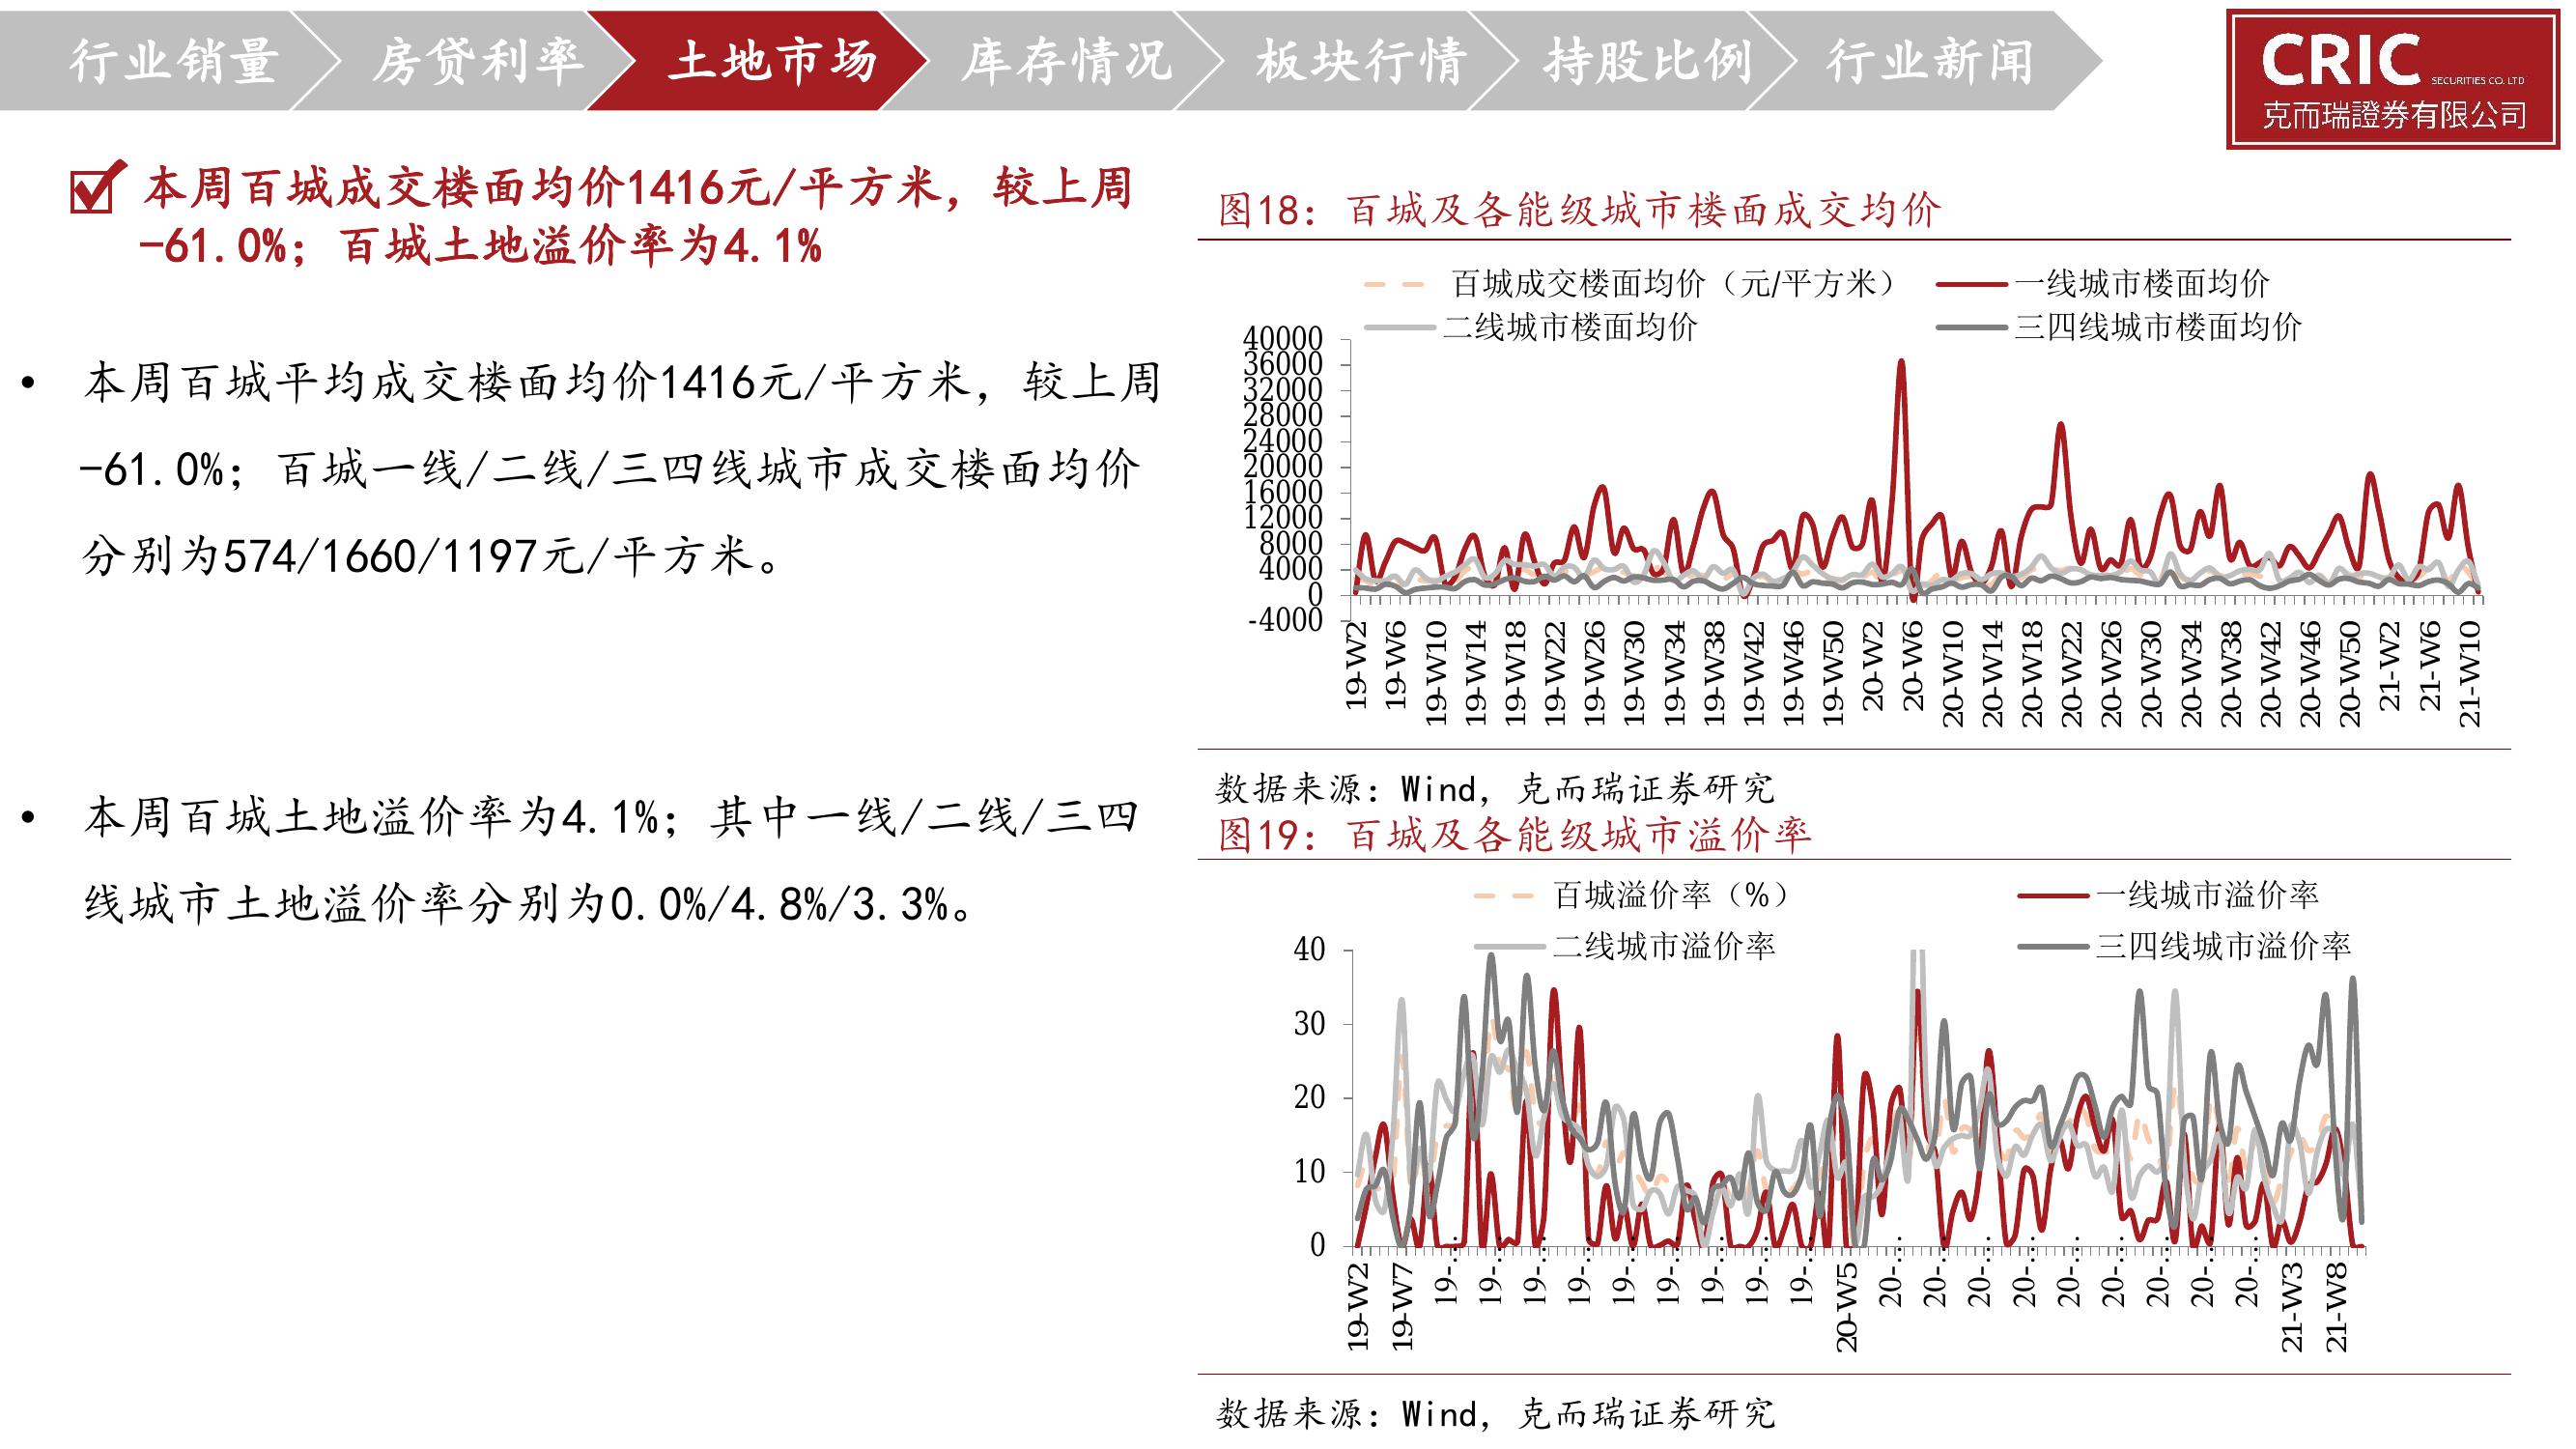 行业销量 房贷利率 土地市场 库存情况 板块行情 持股比例 行业新闻
CRIC SECURITIES CO. LTD
克而瑞證券有限公司
本周百城成交楼面均价1416元/平方米，较上周
-61.0%；百城土地溢价率为4.1%
• 本周百城平均成交楼面均价1416元/平方米，较上周
-61.0%；百城一线/二线/三四线城市成交楼面均价
分别为574/1660/1197元/平方米。
• 本周百城土地溢价率为4.1%；其中一线/二线/三四
线城市土地溢价率分别为0.0%/4.8%/3.3%。
图18：百城及各能级城市楼面成交均价
百城成交楼面均价（元/平方米） 一线城市楼面均价
二线城市楼面均价 三四线城市楼面均价
40000
36000
32000
28000
24000
20000
16000
12000
8000
4000
0
-4000
19-W2 19-W6 19-W10 19-W14 19-W18 19-W22 19-W26 19-W30 19-W34 19-W38 19-W42 19-W46 19-W50 20-W2 20-W6 20-W10 20-W14 20-W18 20-W22 20-W26 20-W30 20-W34 20-W38 20-W42 20-W46 20-W50 21-W2 21-W6 21-W10
数据来源：Wind，克而瑞证券研究
图19：百城及各能级城市溢价率
百城溢价率（%） 一线城市溢价率
二线城市溢价率 三四线城市溢价率
40
30
20
10
0
19-W2 19-W7 19-… 19-… 19-… 19-… 19-… 19-… 19-… 19-… 19-… 20-W5 20-… 20-… 20-… 20-… 20-… 20-… 20-… 20-… 20-… 21-W3 21-W8
数据来源：Wind，克而瑞证券研究